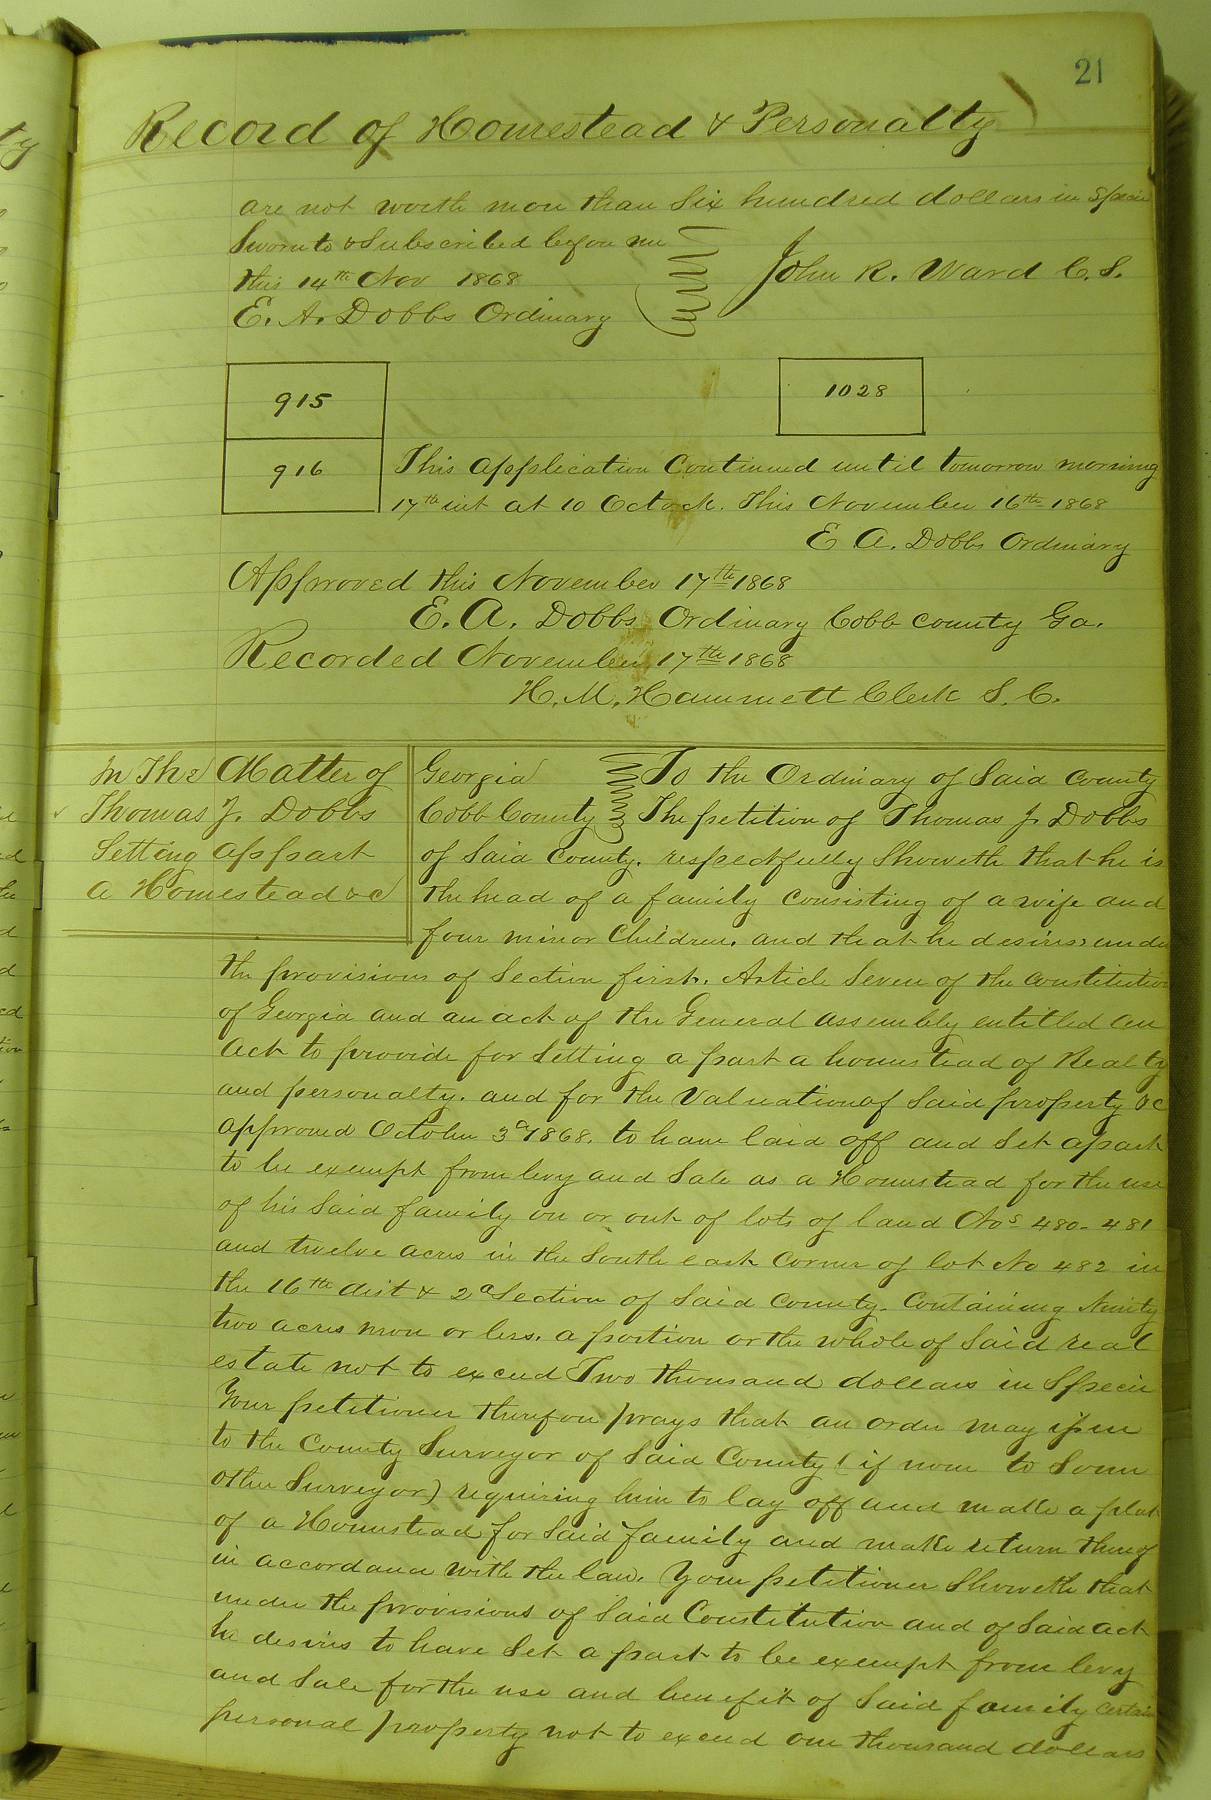 21
Record of Homestead & Personalty
are not worth more than Six hundred dollars in Specie
Sworn to & Subscribed before me
this 14th Nov 1868
E. A. Dobbs Ordinary
John R. Ward C. S.
915
1028
916
This application Continued until tomorrow morning
17th inst at 10 Oclock. This November 16th 1868
E A. Dobbs Ordinary
Approved this November 17th 1868
E. A. Dobbs Ordinary Cobb County Ga.
Recorded November 17th 1868
H. M. Hammett Clerk S. C.
In The Matter of
Thomas J. Dobbs
Setting appart
a Homestead &c
Georgia
Cobb County
To the Ordinary of Said County
The petition of Thomas J. Dobbs
of Said County. respectfully Showeth that he is
the head of a family consisting of a wife and
four minor Children. and that he desires under
the provisions of Section first. Article Seven of the Constitution
of Georgia and an act of the General assembly entitled an
Act to provide for Setting a part a homestead of Realty
and personalty. and for the Valuation of Said property &c
approved October 3d 1868. to have laid off and Set apart
to be exempt from levy and Sale as a Homestead for the use
of his Said family on or out of lots of land Nos 480-481
and twelve acres in the South east Corner of lot No 482 in
the 16th dist & 2d Section of Said County. Containing Ninity
two acres more or less. a portion or the whole of Said real
estate not to exceed Two thousand dollars in Specie
Your petitioner therefore prays that an order may issue
to the County Surveyor of Said County (if none to Some
other Surveyor) requiring him to lay off and make a plat
of a Homestead for Said family and make return thereof
in accordance with the law. Your petitioner Showeth that
under the provisions of Said Constitution and of Said act
he desires to have Set a part to be exempt from levy
and Sale for the use and benefit of Said family certain
personal property not to exceed one thousand dollars